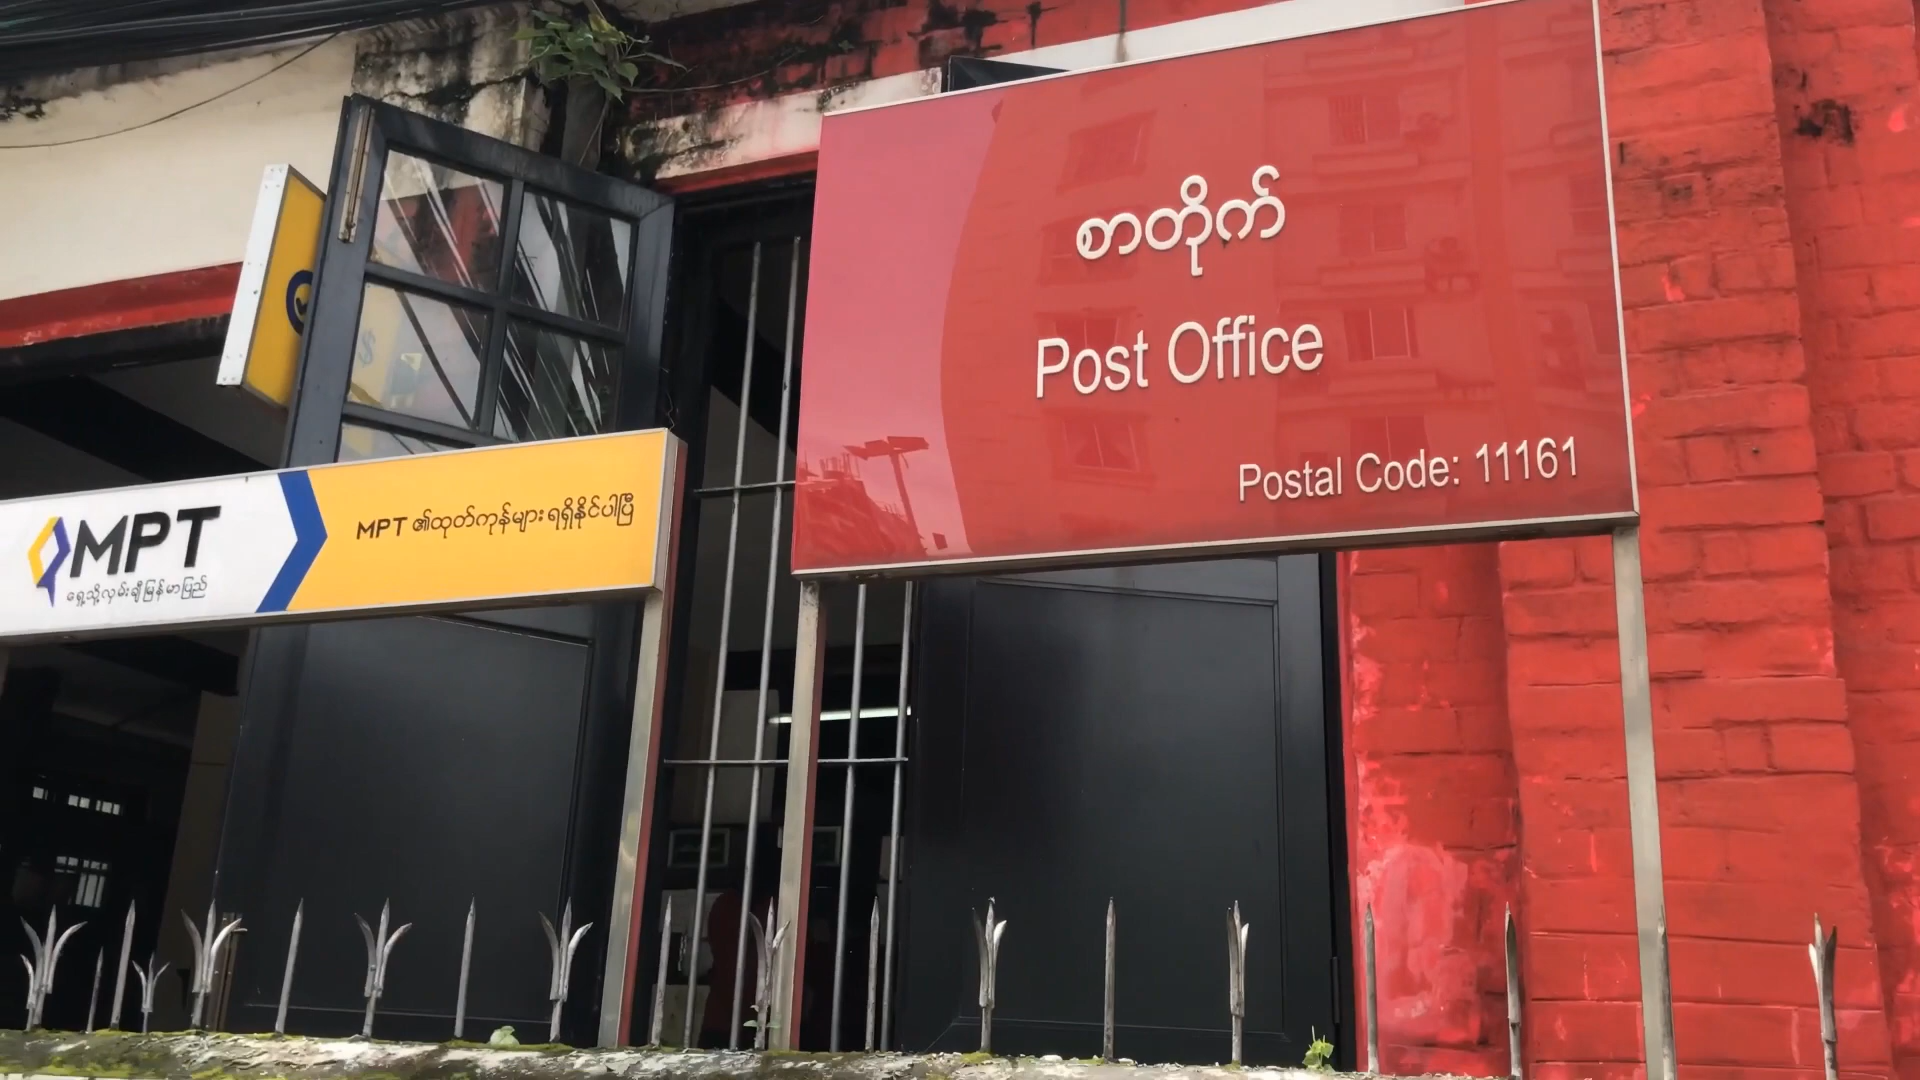 စာတိုက်
Post Office
Postal Code: 11161
MPT
ရှေ့သို့လှမ်းချီမြန်မာပြည်
MPT ၏ထုတ်ကုန်များရရှိနိုင်ပါပြီ